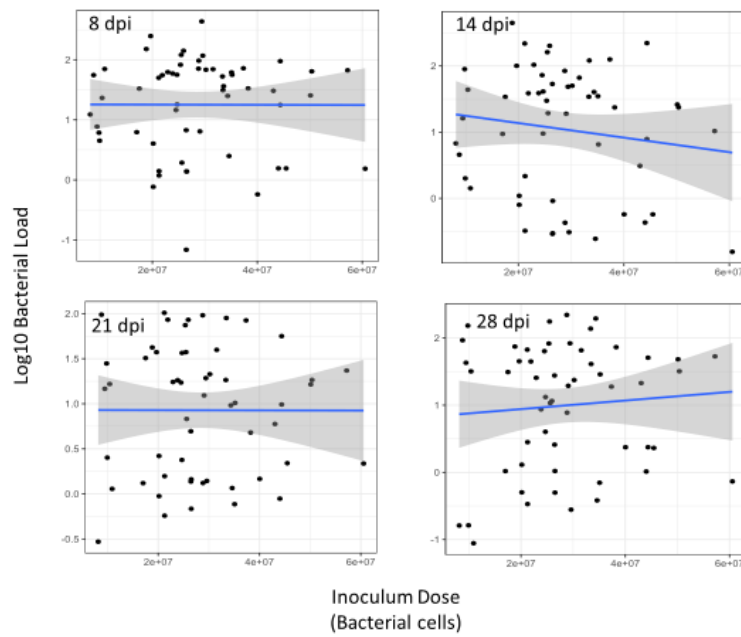 8 dpi
14 dpi
2
1
0
-1
2
1
0
2e+07 4e+07 6e+07
2e+07 4e+07 6e+07
Log10 Bacterial Load
21 dpi
28 dpi
2.0
1.5
1.0
0.5
0.0
-0.5
2
1
0
-1
2e+07 4e+07 6e+07
2e+07 4e+07 6e+07
Inoculum Dose
(Bacterial cells)